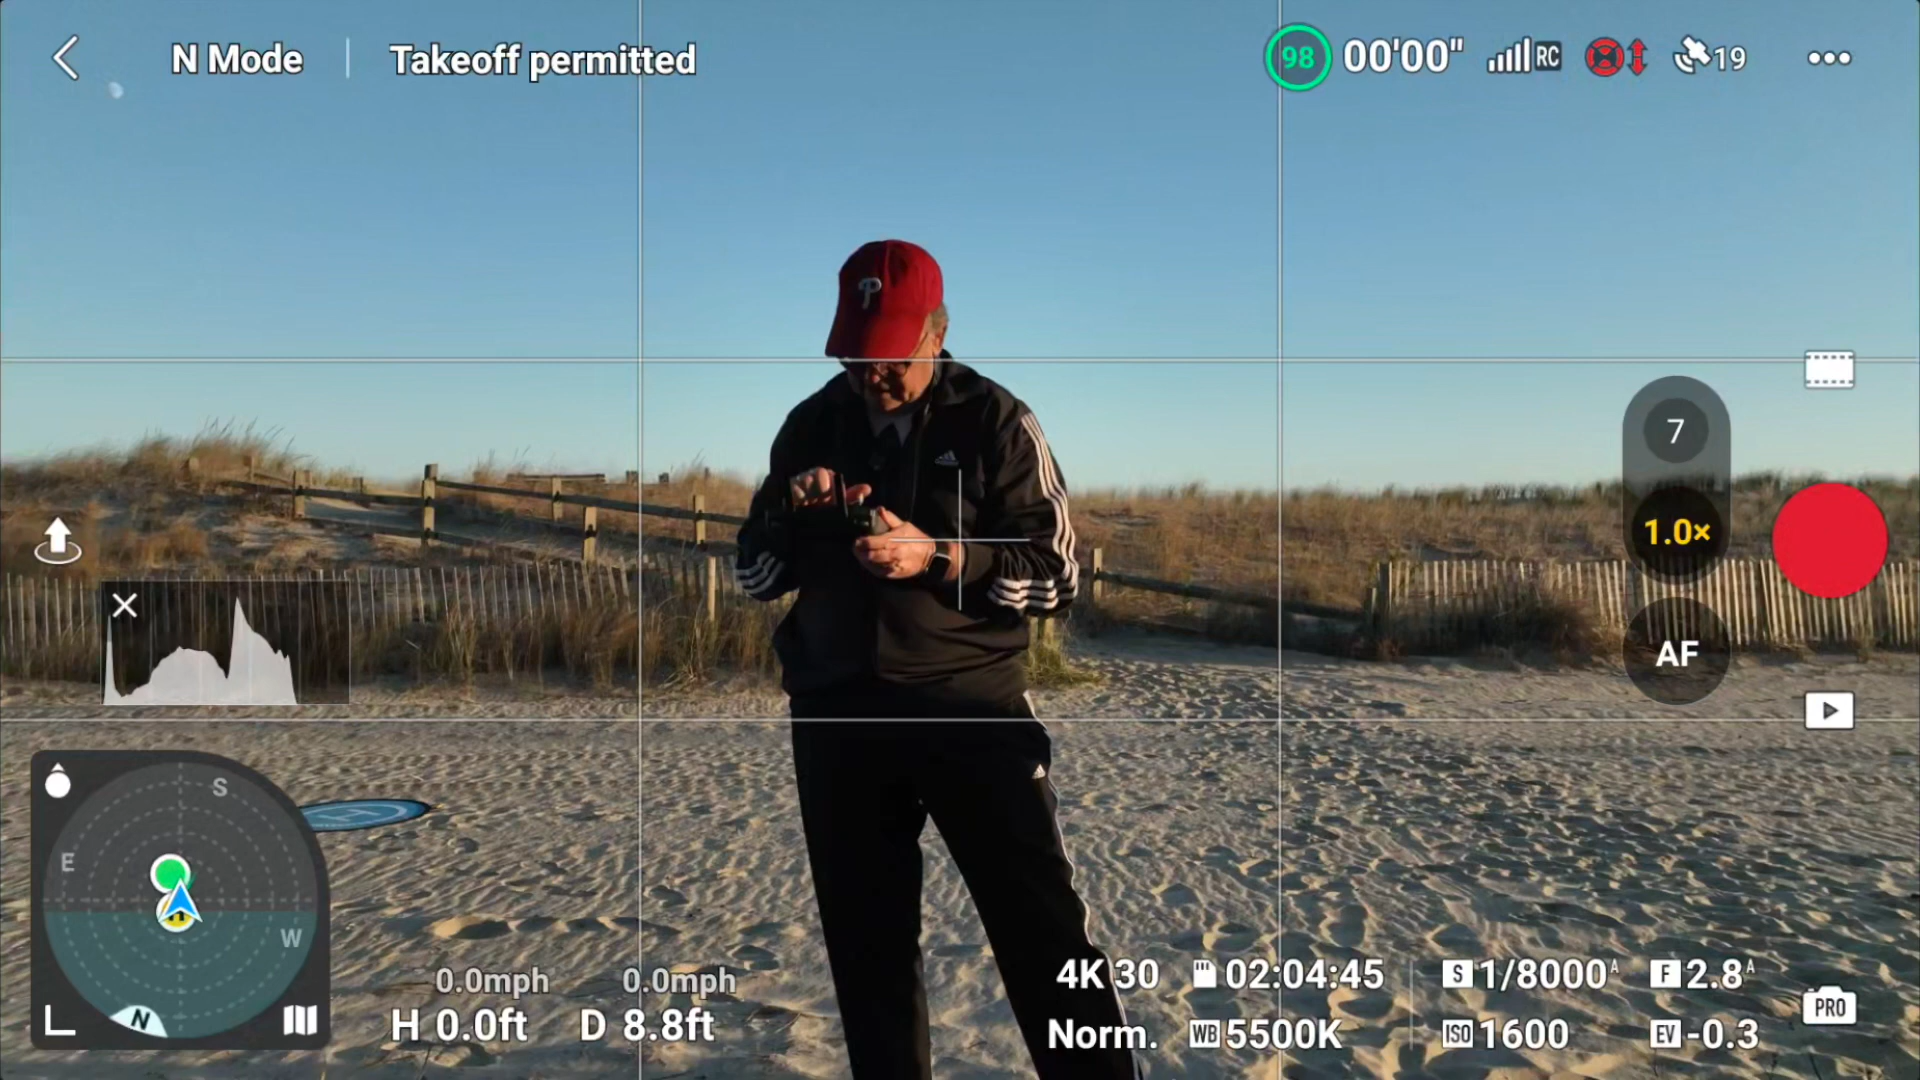 N Mode
Takeoff permitted
98
00'00"
RC
19
P
7
1.0×
AF
S
E
W
N
H
0.0mph
0.0mph
H 0.0ft
D 8.8ft
4K 30
02:04:45
S 1/8000 A
F 2.8 A
Norm.
WB 5500K
ISO 1600
EV -0.3
PRO